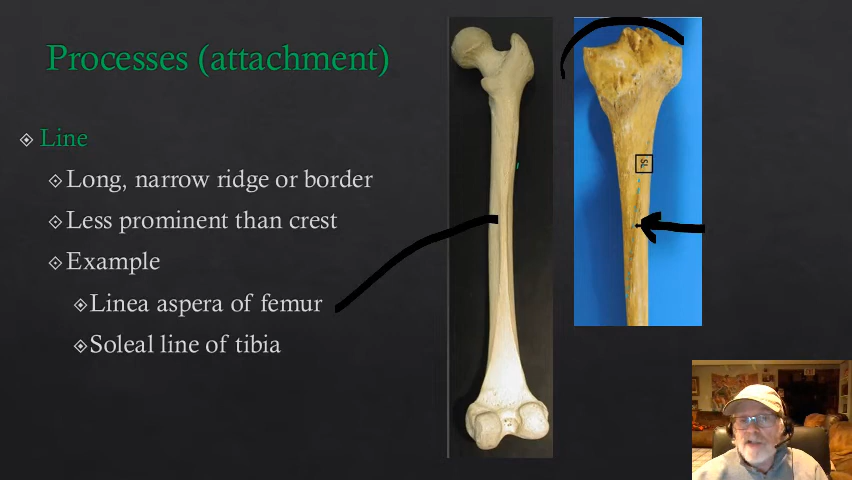 Processes (attachment)
Line
Long, narrow ridge or border
Less prominent than crest
Example
Linea aspera of femur
Soleal line of tibia
SL